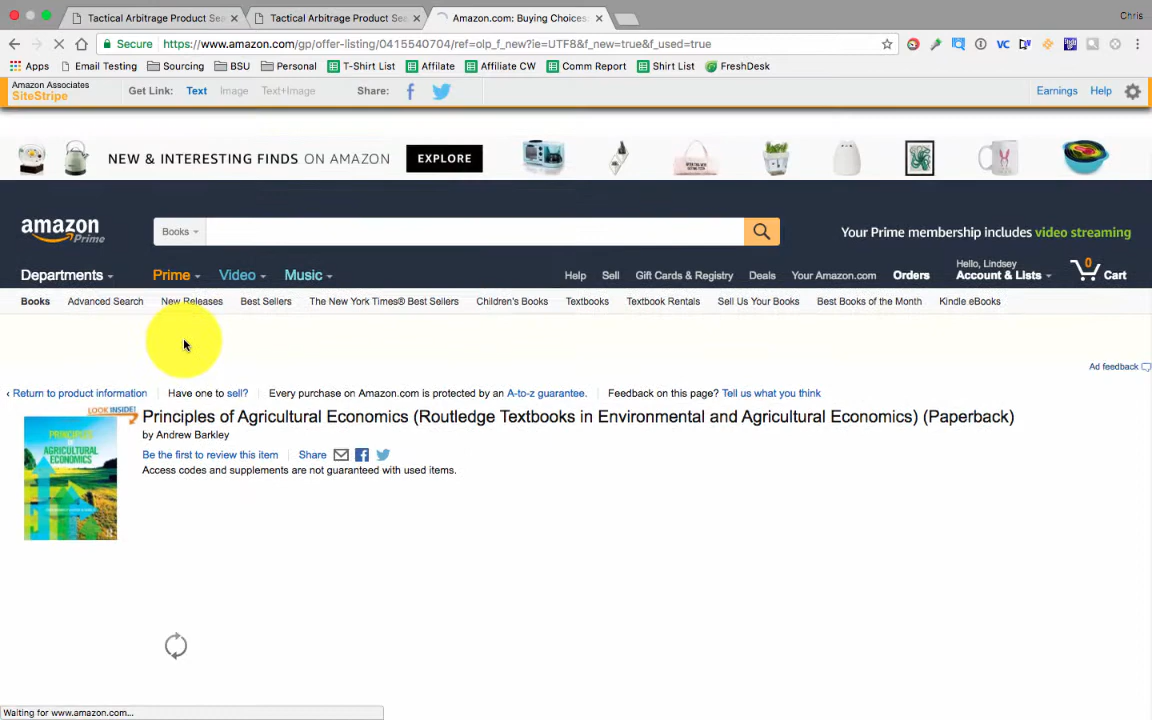 Tactical Arbitrage Product Sea
Tactical Arbitrage Product Sea
Amazon.com: Buying Choices:
Chris
Secure
https://www.amazon.com/gp/offer-listing/0415540704/ref=olp_f_new?ie=UTF8&f_new=true&f_used=true
Apps
Email Testing
Sourcing
BSU
Personal
T-Shirt List
Affilate
Affiliate CW
Comm Report
Shirt List
FreshDesk
Amazon Associates
SiteStripe
Get Link:
Text
Image
Text+Image
Share:
Earnings
Help
NEW & INTERESTING FINDS ON AMAZON
EXPLORE
amazon
Prime
Books
Your Prime membership includes video streaming
Departments
Prime
Video
Music
Help
Sell
Gift Cards & Registry
Deals
Your Amazon.com
Orders
Hello, Lindsey
Account & Lists
0
Cart
Books
Advanced Search
New Releases
Best Sellers
The New York Times® Best Sellers
Children's Books
Textbooks
Textbook Rentals
Sell Us Your Books
Best Books of the Month
Kindle eBooks
Ad feedback
‹ Return to product information
Have one to sell?
Every purchase on Amazon.com is protected by an A-to-z guarantee.
Feedback on this page? Tell us what you think
LOOK INSIDE!
PRINCIPLES
AGRICULTURAL
ECONOMICS
Principles of Agricultural Economics (Routledge Textbooks in Environmental and Agricultural Economics) (Paperback)
by Andrew Barkley
Be the first to review this item
Share
Access codes and supplements are not guaranteed with used items.
Waiting for www.amazon.com...